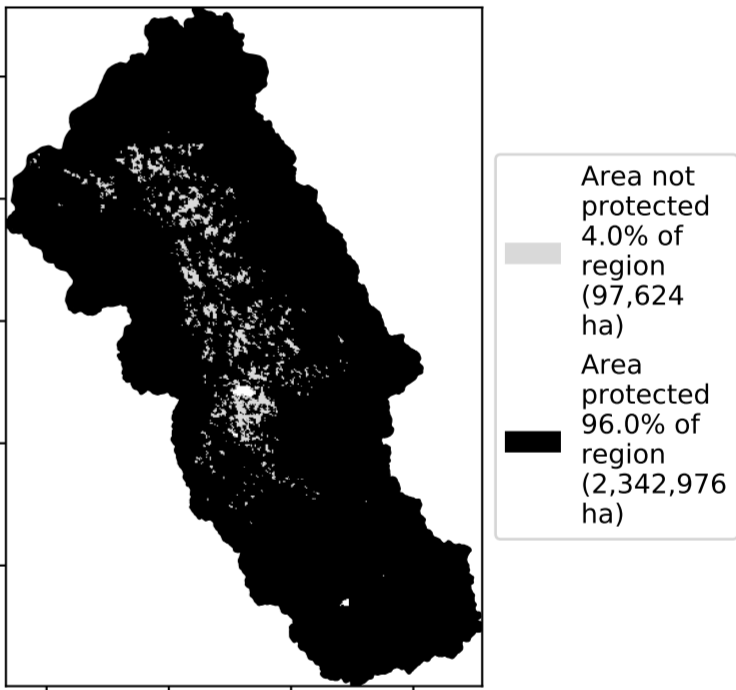 Area not
protected
4.0% of
region
(97,624
ha)
Area
protected
96.0% of
region
(2,342,976
ha)